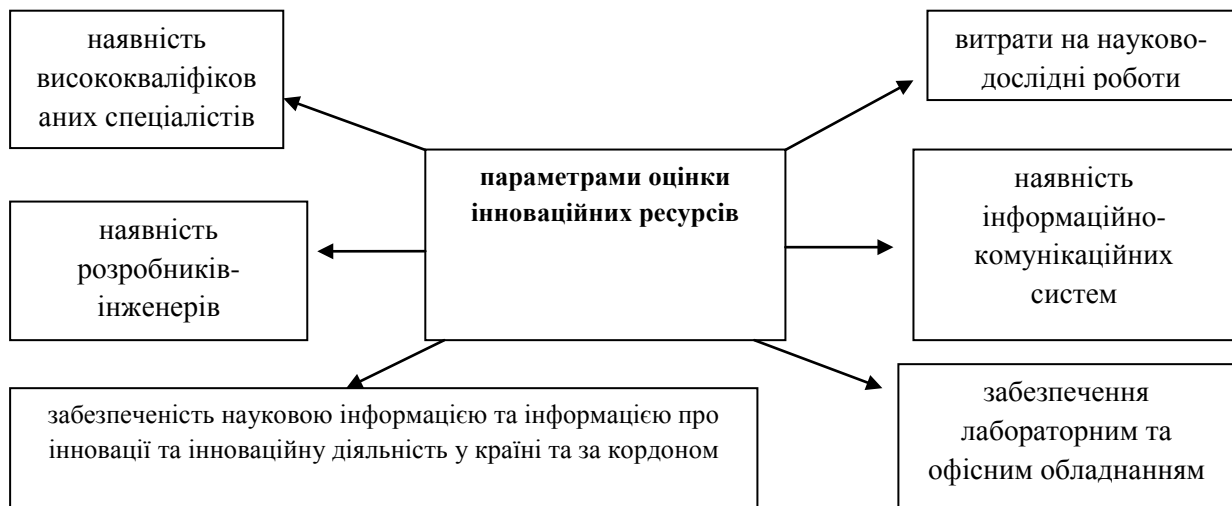 наявність
висококваліфіков
аних спеціалістів
витрати на науково-
дослідні роботи
параметрами оцінки
інноваційних ресурсів
наявність
розробників-
інженерів
наявність
інформаційно-
комунікаційних
систем
забезпеченість науковою інформацією та інформацією про
інновації та інноваційну діяльність у країні та за кордоном
забезпечення
лабораторним та
офісним обладнанням